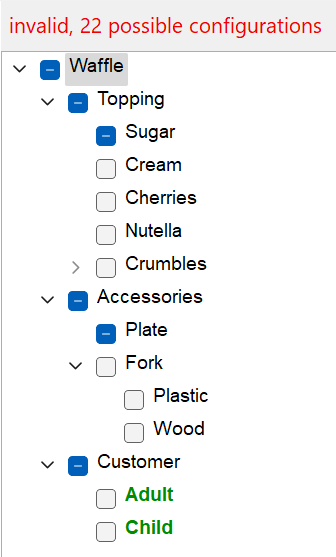 invalid, 22 possible configurations
Waffle
Topping
Sugar
Cream
Cherries
Nutella
Crumbles
Accessories
Plate
Fork
Plastic
Wood
Customer
Adult
Child